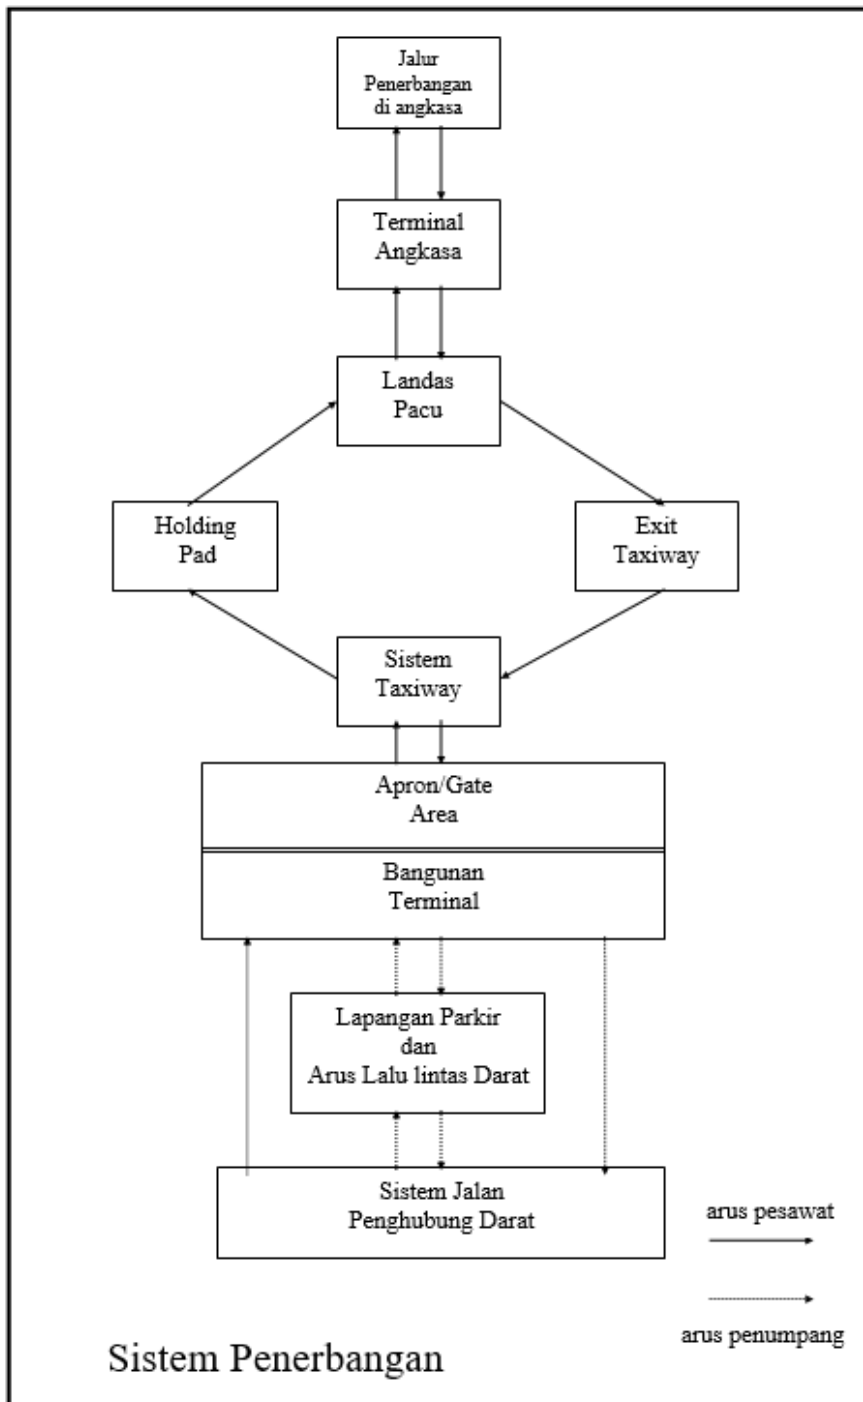 Jalur
Penerbangan
di angkasa
Terminal
Angkasa
Landas
Pacu
Holding
Pad
Exit
Taxiway
Sistem
Taxiway
Apron/Gate
Area
Bangunan
Terminal
Lapangan Parkir
dan
Arus Lalu lintas Darat
Sistem Jalan
Penghubung Darat
arus pesawat
arus penumpang
Sistem Penerbangan